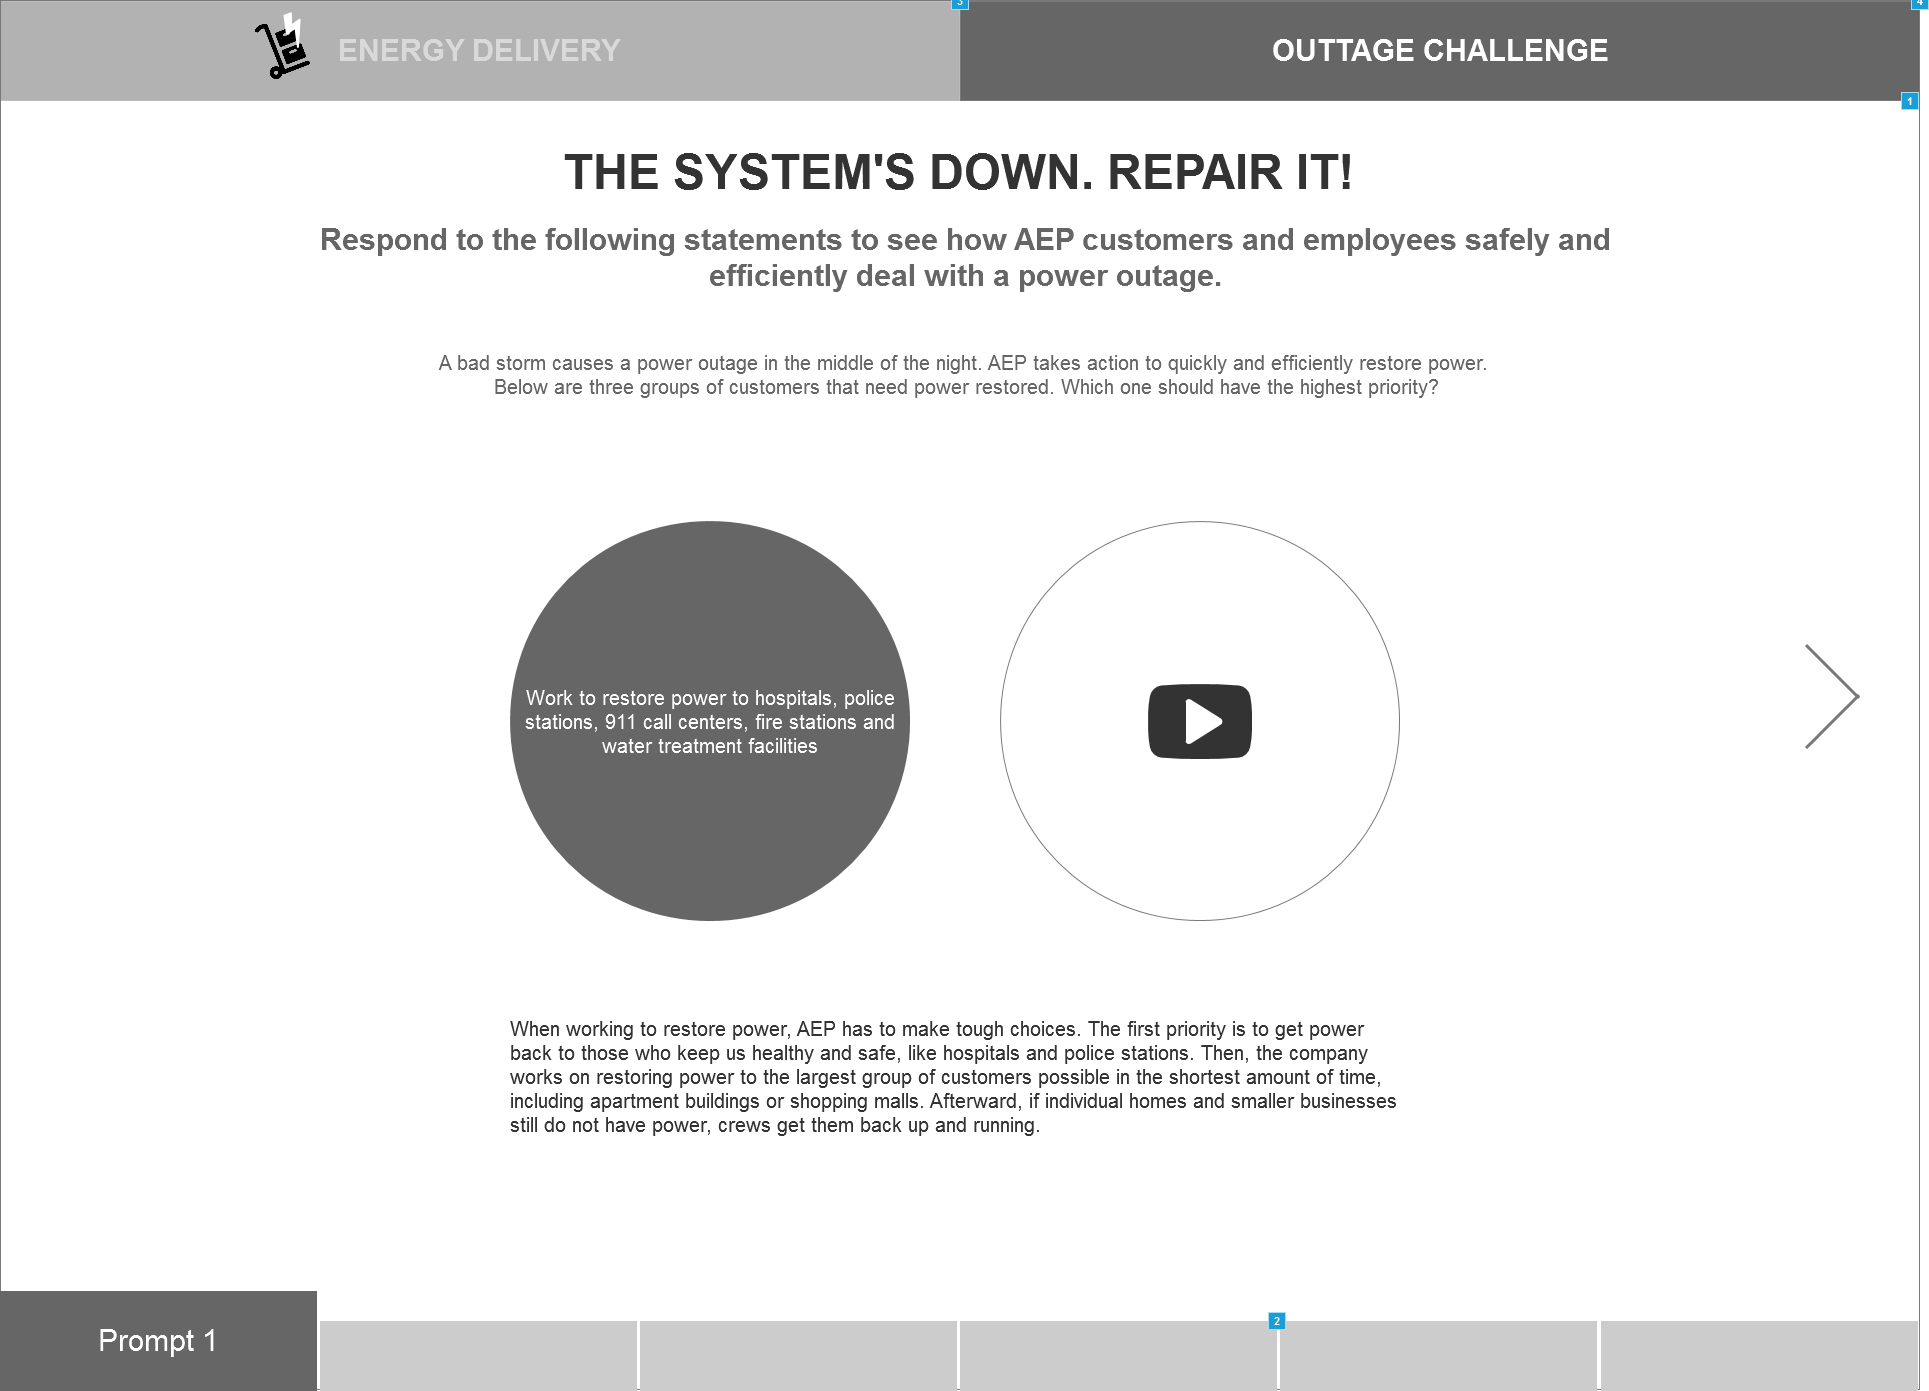 3
4
ENERGY DELIVERY
OUTTAGE CHALLENGE
1
THE SYSTEM'S DOWN. REPAIR IT!
Respond to the following statements to see how AEP customers and employees safely and
efficiently deal with a power outage.
A bad storm causes a power outage in the middle of the night. AEP takes action to quickly and efficiently restore power.
Below are three groups of customers that need power restored. Which one should have the highest priority?
Work to restore power to hospitals, police
stations, 911 call centers, fire stations and
water treatment facilities
When working to restore power, AEP has to make tough choices. The first priority is to get power
back to those who keep us healthy and safe, like hospitals and police stations. Then, the company
works on restoring power to the largest group of customers possible in the shortest amount of time,
including apartment buildings or shopping malls. Afterward, if individual homes and smaller businesses
still do not have power, crews get them back up and running.
2
Prompt 1